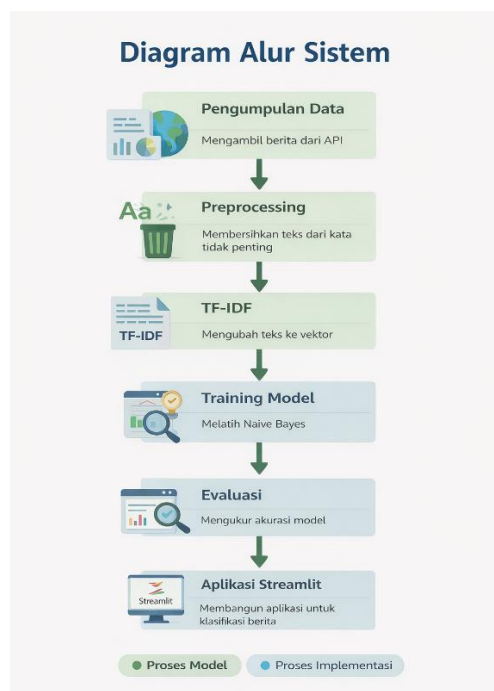 Diagram Alur Sistem
Pengumpulan Data
Mengambil berita dari API
Aa
Preprocessing
Membersihkan teks dari kata
tidak penting
TF-IDF
TF-IDF
Mengubah teks ke vektor
Training Model
Melatih Naive Bayes
Evaluasi
Mengukur akurasi model
Streamlit
Aplikasi Streamlit
Membangun aplikasi untuk
klasifikasi berita
Proses Model
Proses Implementasi